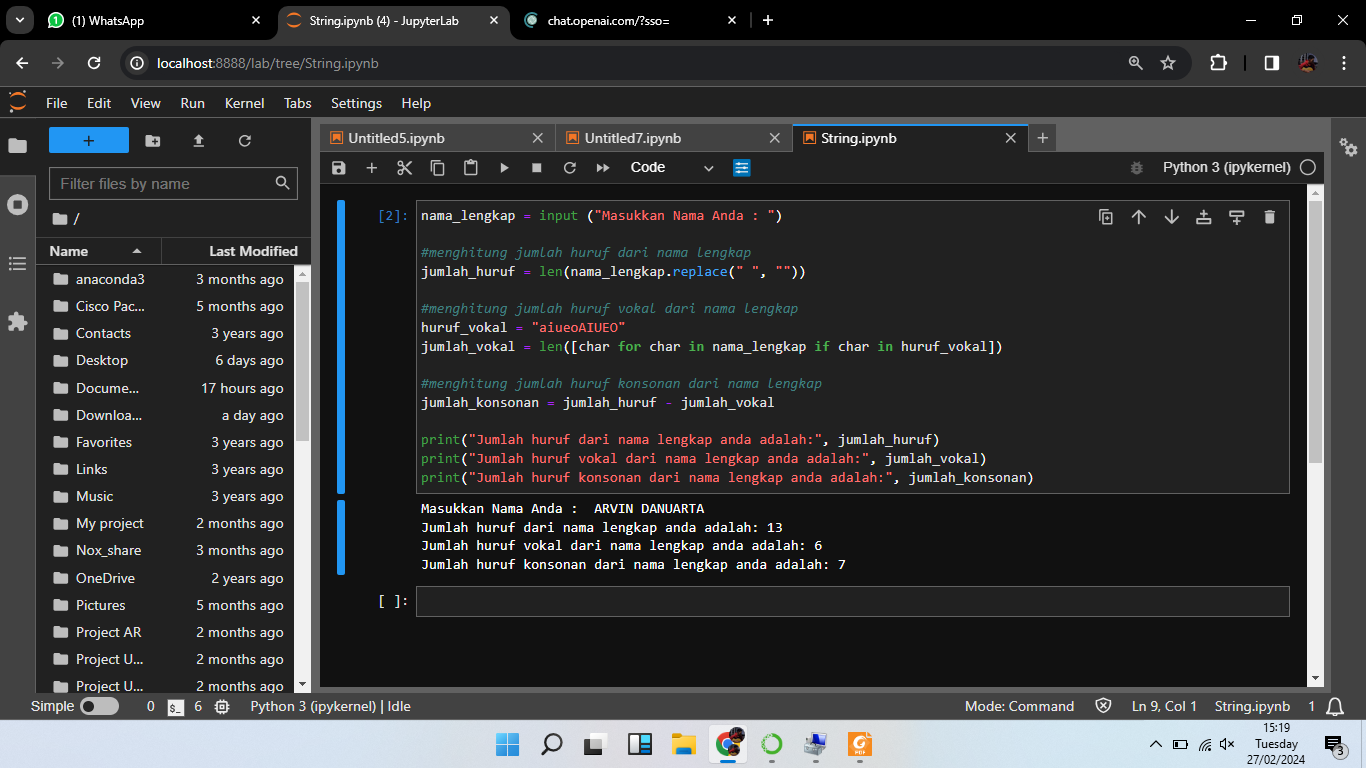 (1) WhatsApp
String.ipynb (4) - JupyterLab
chat.openai.com/?sso=
localhost:8888/lab/tree/String.ipynb
File Edit View Run Kernel Tabs Settings Help
Filter files by name
/
Name Last Modified
anaconda3 3 months ago
Cisco Pac... 5 months ago
Contacts 3 years ago
Desktop 6 days ago
Docume... 17 hours ago
Downloa... a day ago
Favorites 3 years ago
Links 3 years ago
Music 3 years ago
My project 2 months ago
Nox_share 3 months ago
OneDrive 2 years ago
Pictures 5 months ago
Project AR 2 months ago
Project U... 2 months ago
Project U... 2 months ago
Untitled5.ipynb
Untitled7.ipynb
String.ipynb
Code
Python 3 (ipykernel)
[2]: nama_lengkap = input ("Masukkan Nama Anda : ")
#menghitung jumlah huruf dari nama lengkap
jumlah_huruf = len(nama_lengkap.replace(" ", ""))
#menghitung jumlah huruf vokal dari nama lengkap
huruf_vokal = "aiueoAIUEO"
jumlah_vokal = len([char for char in nama_lengkap if char in huruf_vokal])
#menghitung jumlah huruf konsonan dari nama lengkap
jumlah_konsonan = jumlah_huruf - jumlah_vokal
print("Jumlah huruf dari nama lengkap anda adalah:", jumlah_huruf)
print("Jumlah huruf vokal dari nama lengkap anda adalah:", jumlah_vokal)
print("Jumlah huruf konsonan dari nama lengkap anda adalah:", jumlah_konsonan)
Masukkan Nama Anda :  ARVIN DANUARTA
Jumlah huruf dari nama lengkap anda adalah: 13
Jumlah huruf vokal dari nama lengkap anda adalah: 6
Jumlah huruf konsonan dari nama lengkap anda adalah: 7
[ ]:
Simple 0 $_ 6 Python 3 (ipykernel) | Idle Mode: Command Ln 9, Col 1 String.ipynb 1
15:19
Tuesday
27/02/2024
3